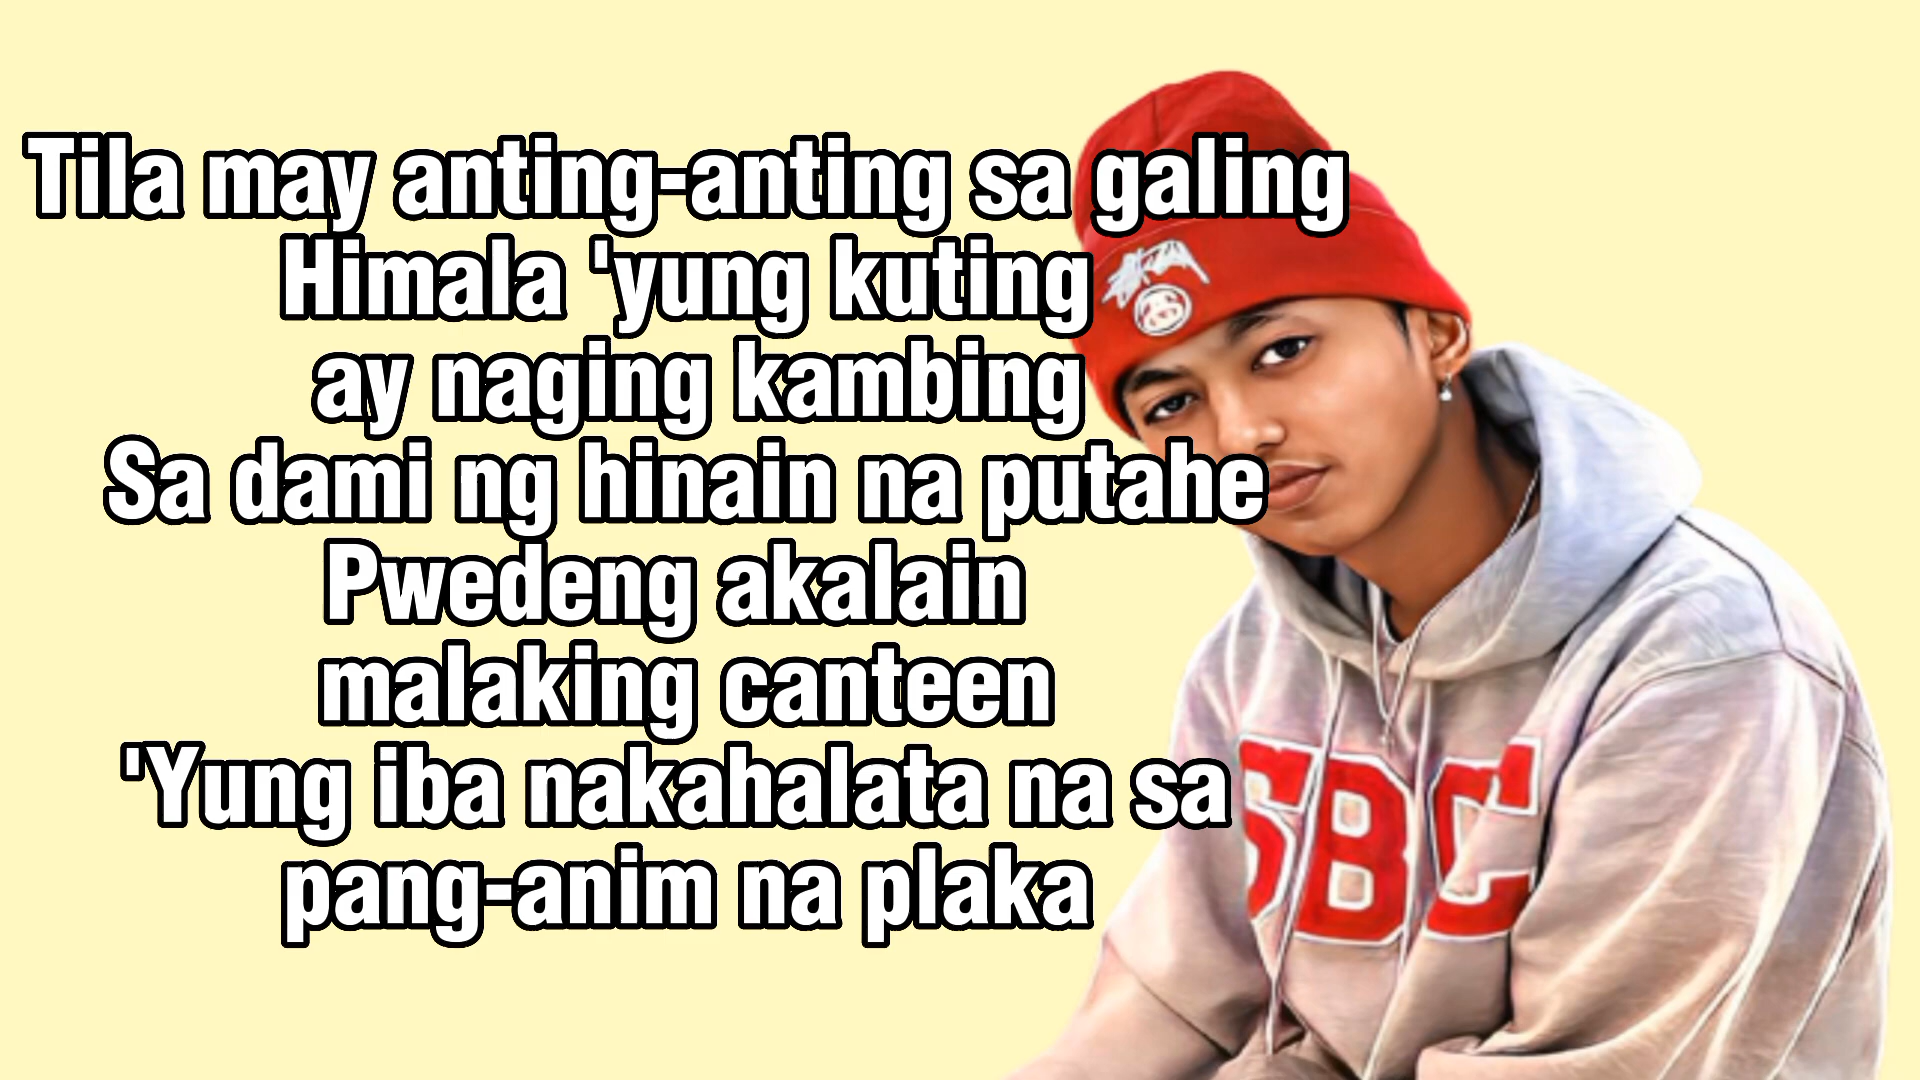 Tila may anting-anting sa galing
Himala 'yung kuting
ay naging kambing
Sa dami ng hinain na putahe
Pwedeng akalain
malaking canteen
'Yung iba nakahalata na sa
pang-anim na plaka
SBC